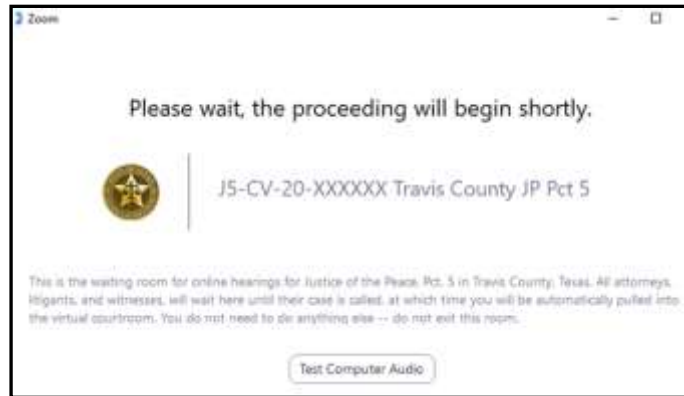 Zoom
Please wait, the proceeding will begin shortly.
J5-CV-20-XXXXXX Travis County JP Pct 5
This is the waiting room for online hearings for Justice of the Peace, Pct. 5 in Travis County, Texas. All attorneys,
litigants, and witnesses, will wait here until their case is called, at which time you will be automatically pulled into
the virtual courtroom. You do not need to do anything else -- do not exit this room.
Test Computer Audio